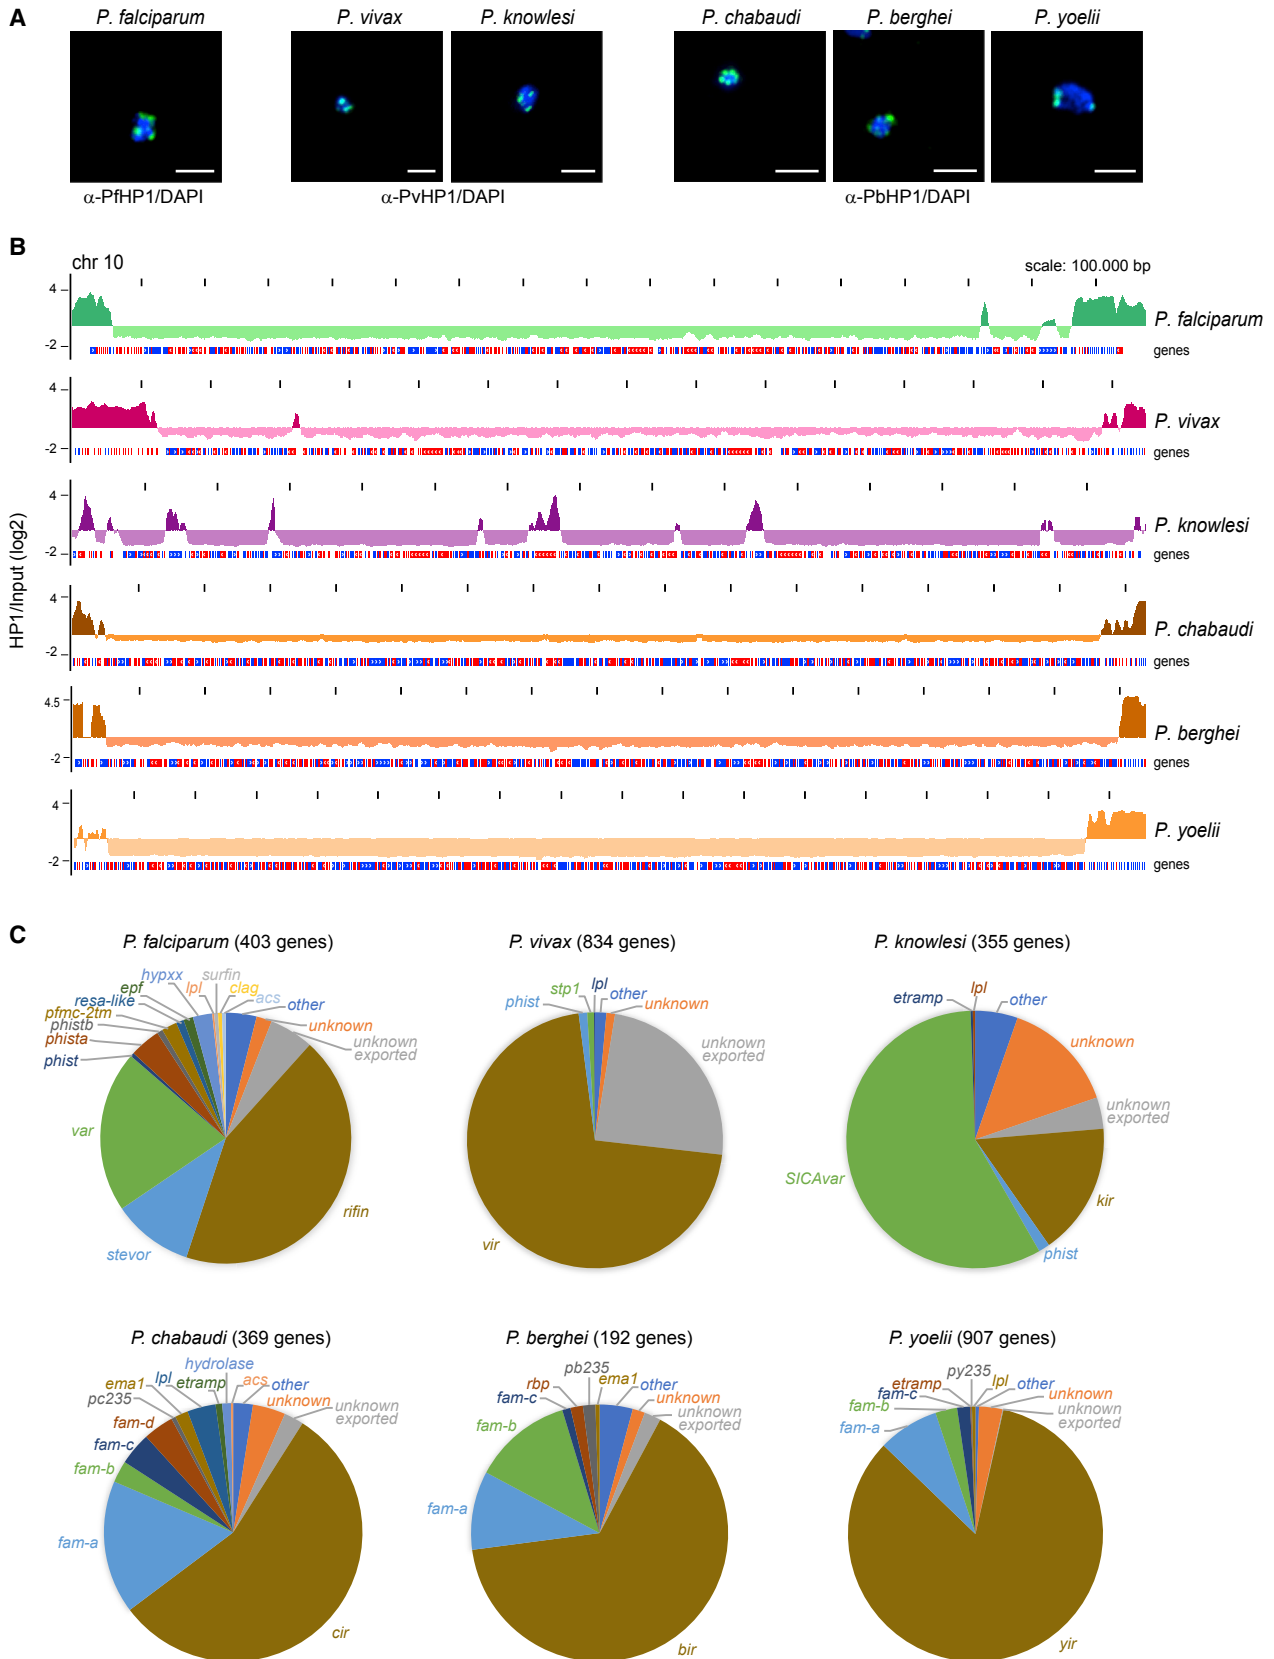 A
P. falciparum P. vivax P. knowlesi P. chabaudi P. berghei P. yoelii
α-PfHP1/DAPI α-PvHP1/DAPI α-PbHP1/DAPI
B
chr 10 scale: 100.000 bp
HP1/Input (log2)
4
-2
P. falciparum
genes
4
-2
P. vivax
genes
4
-2
P. knowlesi
genes
4
-2
P. chabaudi
genes
4.5
-2
P. berghei
genes
4
-2
P. yoelii
genes
C
P. falciparum (403 genes)
hypxx surfin
epf lpl clag
resa-like acs other
pfmc-2tm
phistb unknown
phista unknown
exported
phist
var
rifin
stevor
P. vivax (834 genes)
stp1 lpl
phist other
unknown
unknown
exported
vir
P. knowlesi (355 genes)
etramp lpl
other
unknown
unknown
exported
SICAvar
kir
phist
P. chabaudi (369 genes)
hydrolase
lpl etramp acs other
ema1
pc235 unknown
unknown
exported
fam-d
fam-c
fam-b
fam-a
cir
P. berghei (192 genes)
pb235
rbp ema1 other
fam-c unknown
unknown
exported
fam-b
fam-a
bir
P. yoelii (907 genes)
py235
etramp lpl other
fam-c unknown
fam-b unknown
exported
fam-a
yir